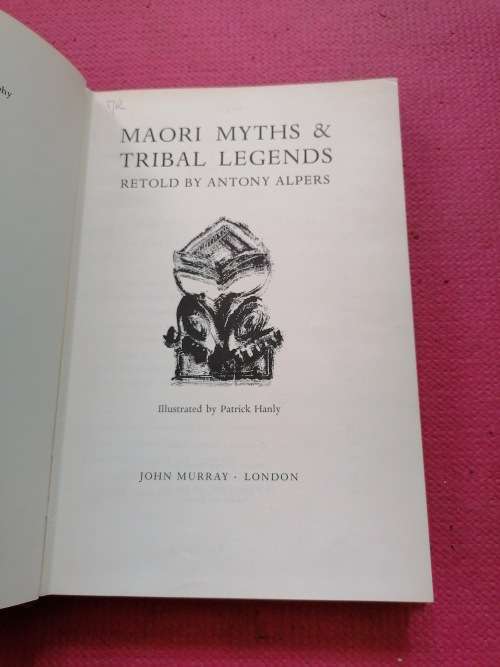 MAORI MYTHS &
TRIBAL LEGENDS
RETOLD BY ANTONY ALPERS
Illustrated by Patrick Hanly
JOHN MURRAY · LONDON